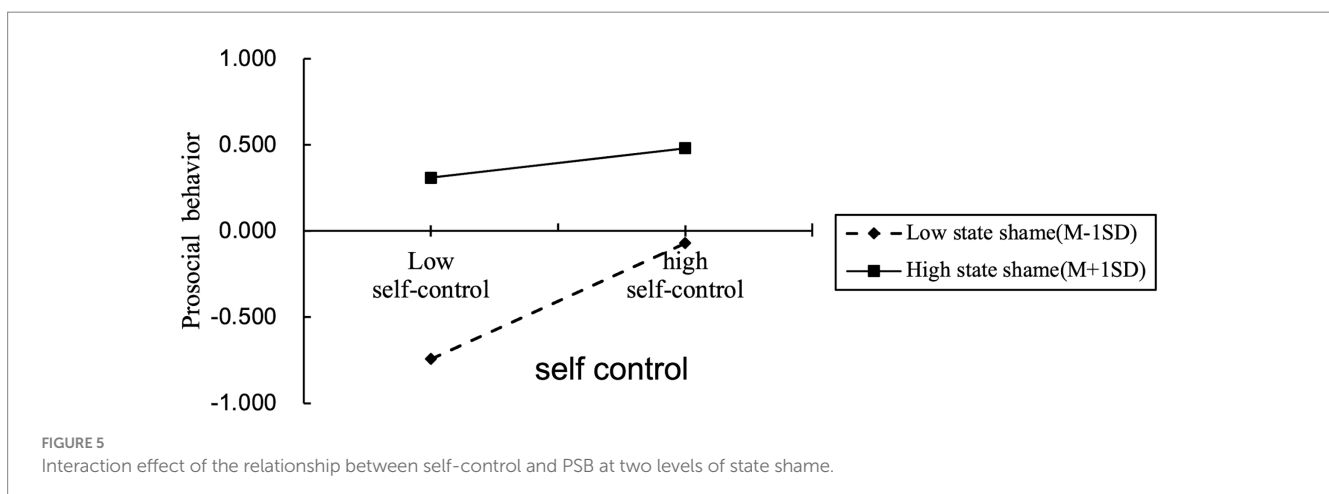 1.000
0.500
0.000
-0.500
-1.000
Prosocial behavior
Low
self-control
high
self-control
self control
Low state shame(M-1SD)
High state shame(M+1SD)
FIGURE 5
Interaction effect of the relationship between self-control and PSB at two levels of state shame.